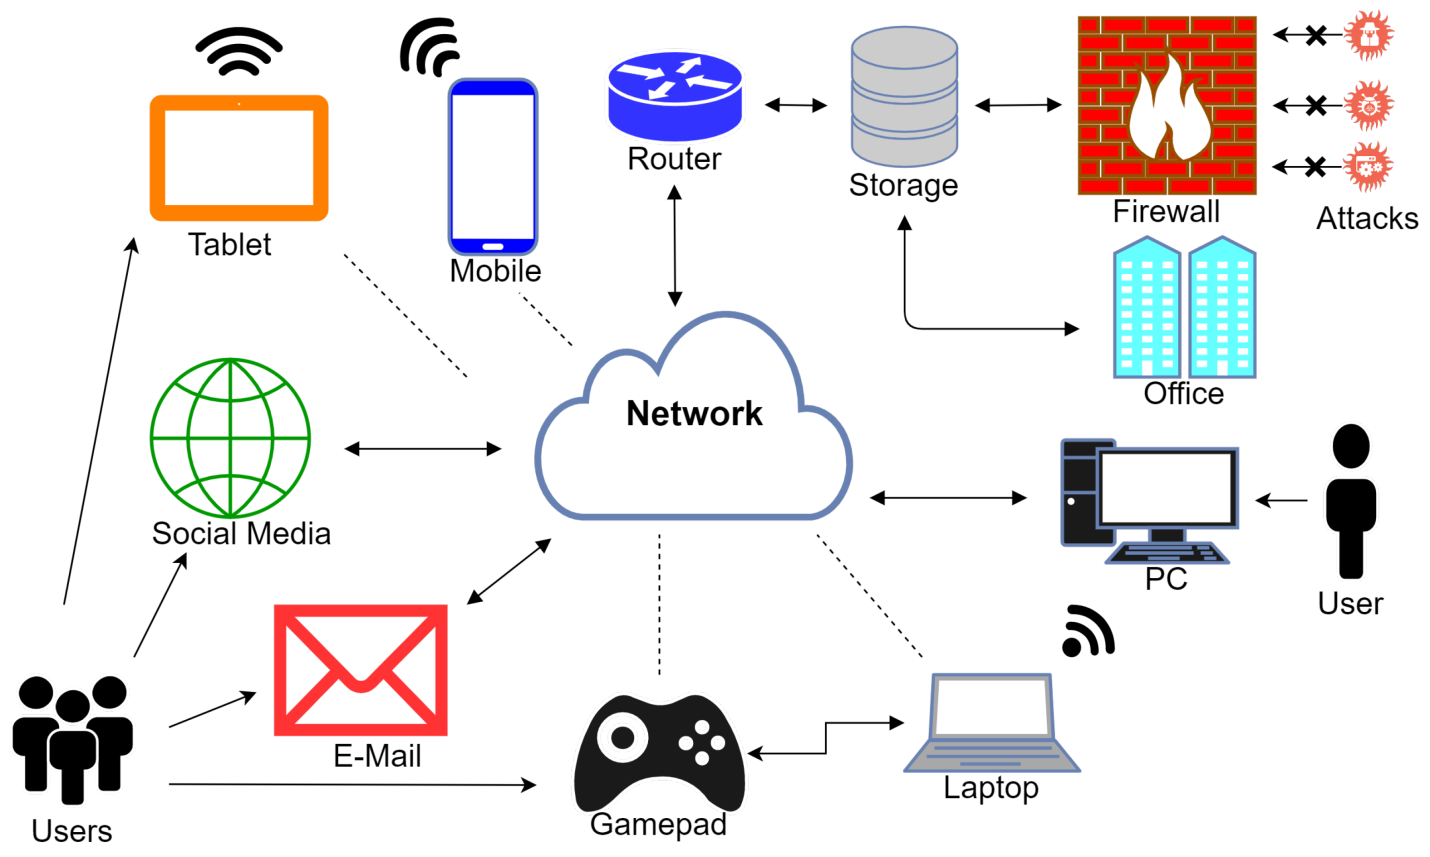 Router
Storage
Firewall
Attacks
Tablet
Mobile
Office
Network
Social Media
PC
User
E-Mail
Laptop
Gamepad
Users